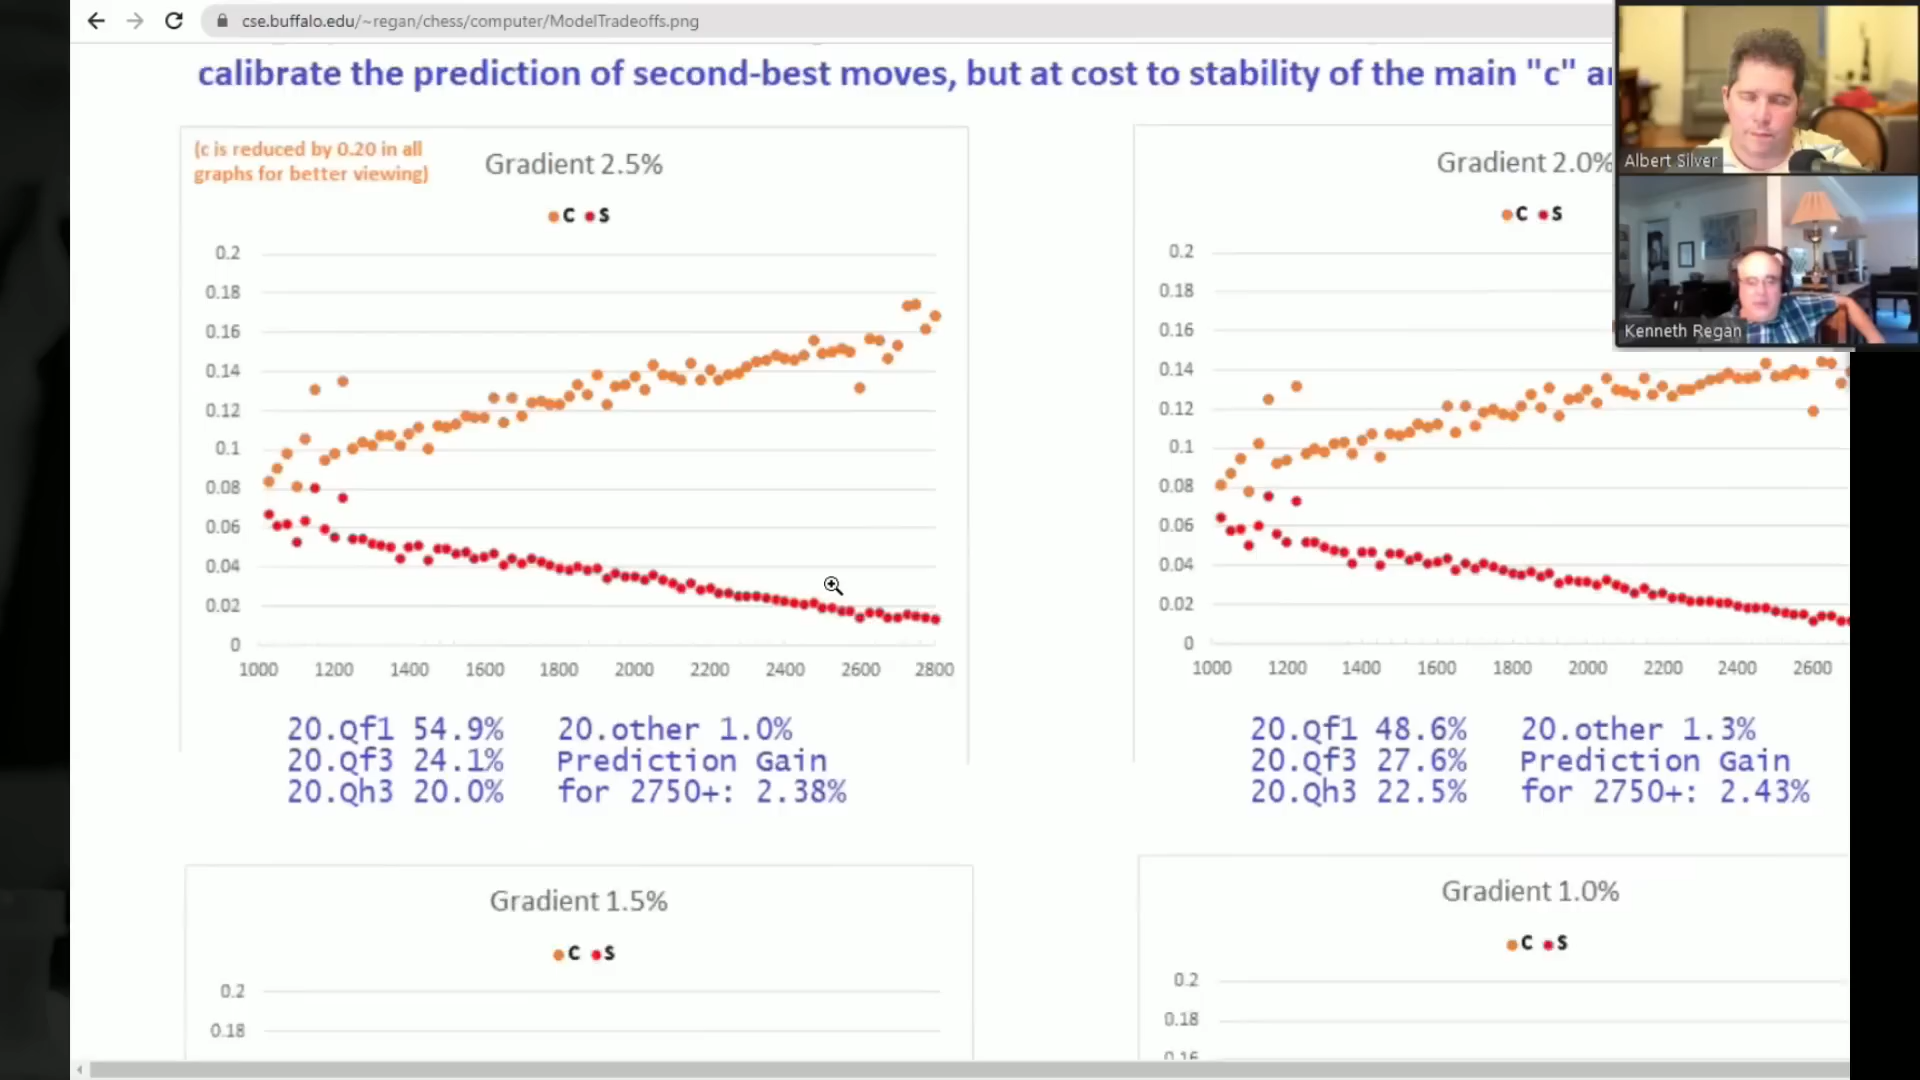 cse.buffalo.edu/~regan/chess/computer/ModelTradeoffs.png
calibrate the prediction of second-best moves, but at cost to stability of the main "c"
Albert Silver
Kenneth Regan
(c is reduced by 0.20 in all
graphs for better viewing)
Gradient 2.5%
C S
0.2
0.18
0.16
0.14
0.12
0.1
0.08
0.06
0.04
0.02
0
1000 1200 1400 1600 1800 2000 2200 2400 2600 2800
20.Qf1 54.9% 20.other 1.0%
20.Qf3 24.1% Prediction Gain
20.Qh3 20.0% for 2750+: 2.38%
Gradient 2.0%
C S
0.2
0.18
0.16
0.14
0.12
0.1
0.08
0.06
0.04
0.02
0
1000 1200 1400 1600 1800 2000 2200 2400 2600
20.Qf1 48.6% 20.other 1.3%
20.Qf3 27.6% Prediction Gain
20.Qh3 22.5% for 2750+: 2.43%
Gradient 1.5%
C S
0.2
0.18
Gradient 1.0%
C S
0.2
0.18
0.16